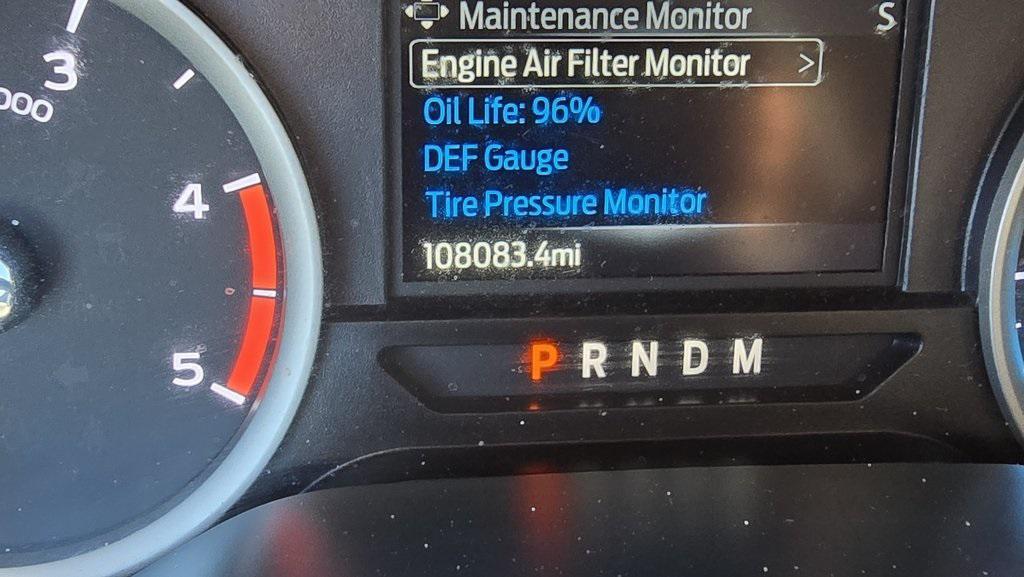 Maintenance Monitor S
Engine Air Filter Monitor >
Oil Life: 96%
DEF Gauge
Tire Pressure Monitor
108083.4mi
P R N D M
3
4
5